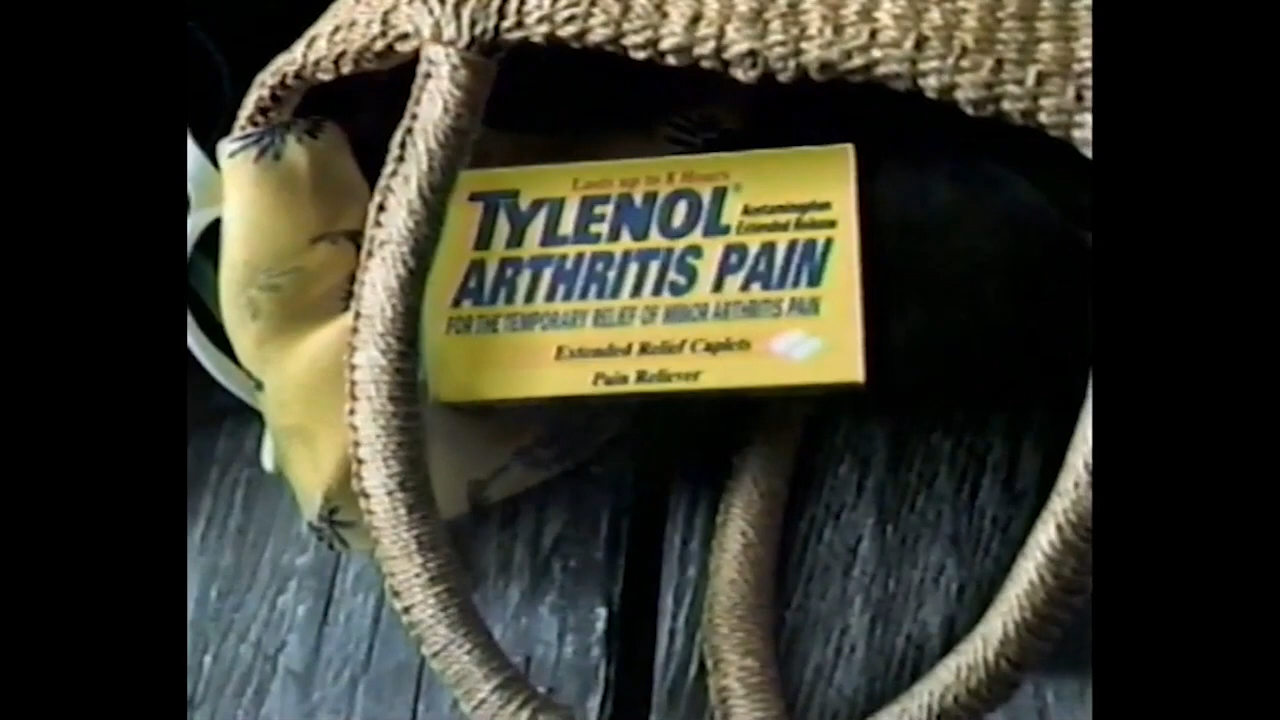 Lasts up to 8 Hours
TYLENOL®
Acetaminophen
Extended Release
ARTHRITIS PAIN
FOR THE TEMPORARY RELIEF OF MINOR ARTHRITIS PAIN
Extended Relief Caplets
Pain Reliever